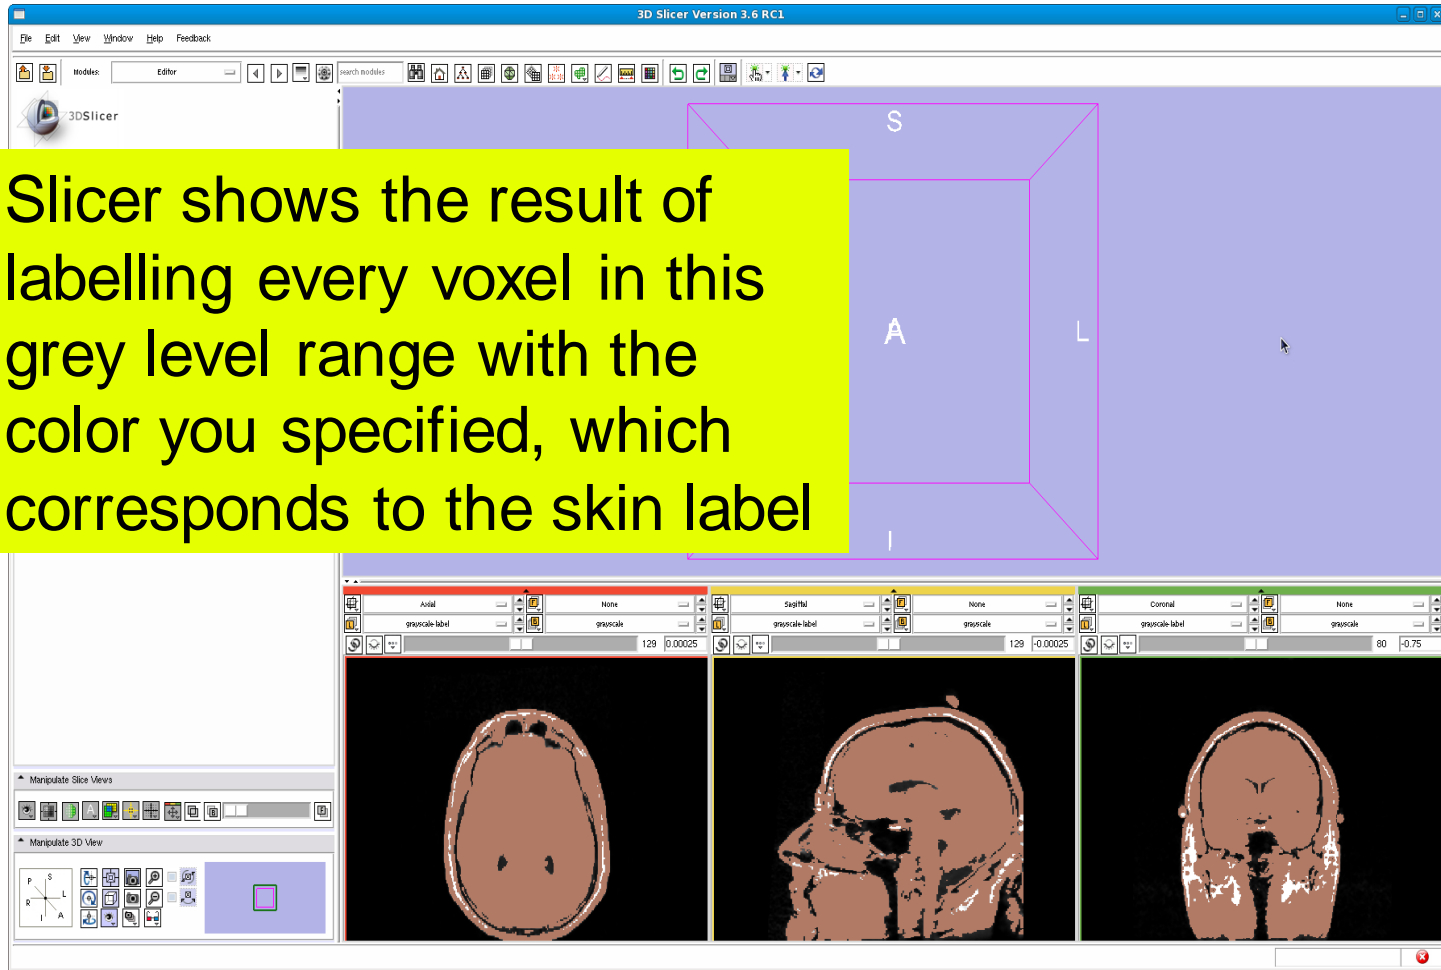 3D Slicer Version 3.6 RC1
File Edit View Window Help Feedback
Modules: Editor search modules
3DSlicer
S
Slicer shows the result of
labelling every voxel in this
grey level range with the
color you specified, which
corresponds to the skin label
A L
I
Axial None Sagittal None Coronal None
grayscale-label grayscale grayscale-label grayscale grayscale-label grayscale
129 0.00025 129 -0.00025 80 -0.75
Manipulate Slice Views
Manipulate 3D View
P S
R L
I A